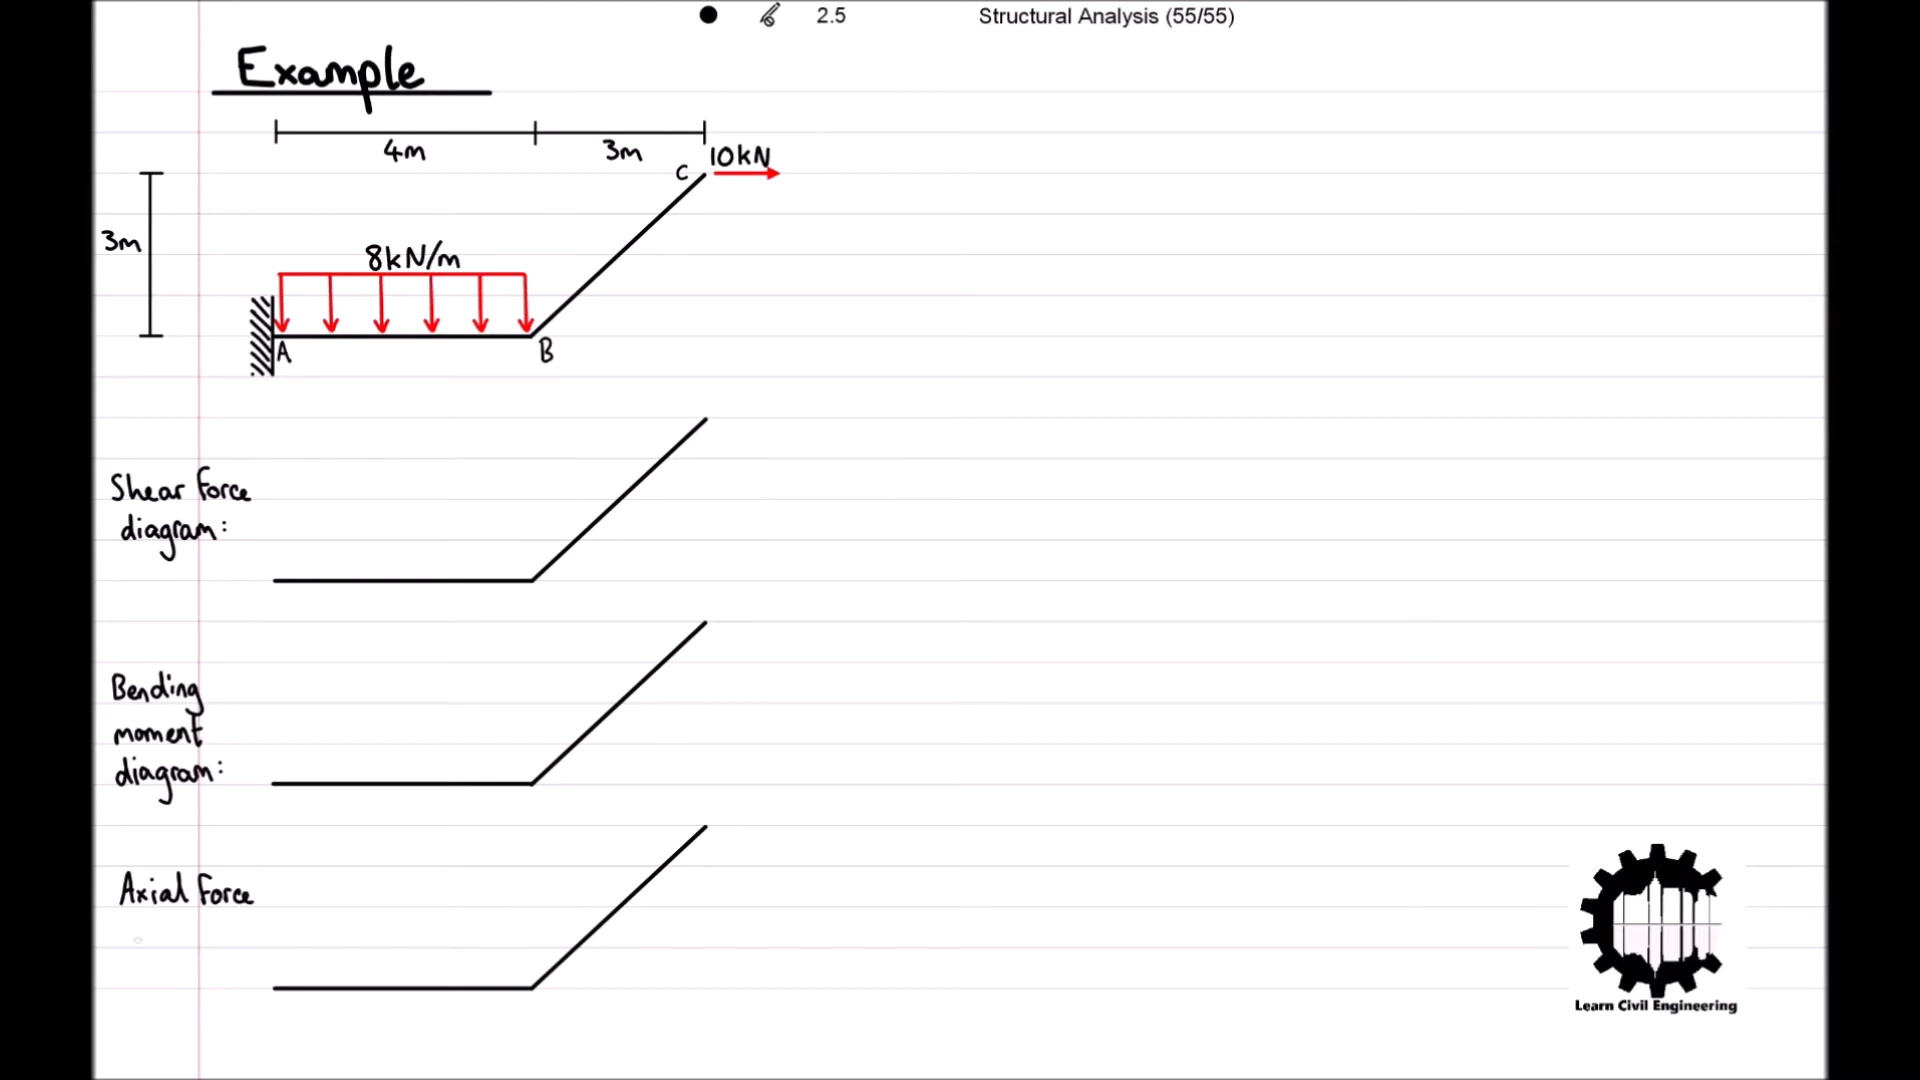 2.5
Structural Analysis (55/55)
Example
4m
3m
C
10kN
3m
8kN/m
A
B
Shear Force
diagram:
Bending
moment
diagram:
Axial Force
Learn Civil Engineering